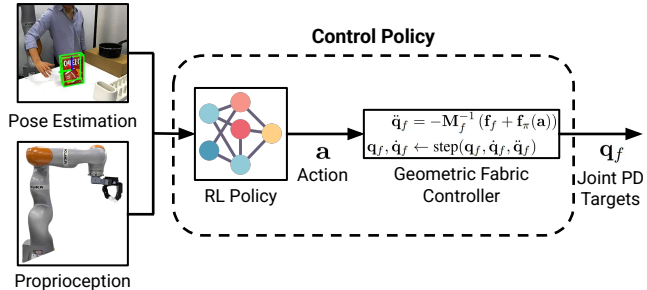 Control Policy
Pose Estimation
Proprioception
RL Policy
a
Action
q̈_f = −M_f^{-1} (f_f + f_π(a))
q_f, q̇_f ← step(q_f, q̇_f, q̈_f)
Geometric Fabric
Controller
q_f
Joint PD
Targets